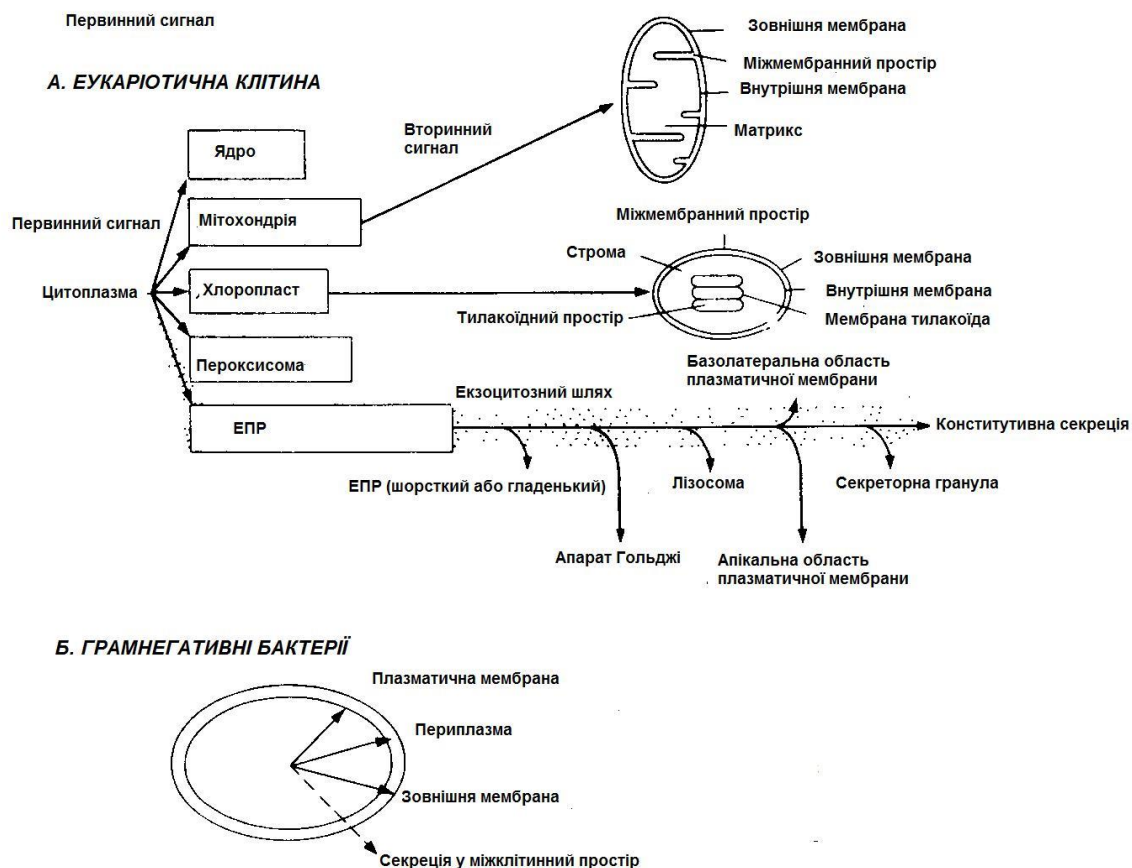 Первинний сигнал
А. ЕУКАРІОТИЧНА КЛІТИНА
Зовнішня мембрана
Міжмембранний простір
Внутрішня мембрана
Матрикс
Вторинний
сигнал
Ядро
Первинний сигнал
Мітохондрія
Цитоплазма
Хлоропласт
Пероксисома
ЕПР
Міжмембранний простір
Строма
Зовнішня мембрана
Внутрішня мембрана
Тилакоїдний простір
Мембрана тилакоїда
Базолатеральна область
плазматичної мембрани
Екзоцитозний шлях
Конститутивна секреція
ЕПР (шорсткий або гладенький)
Лізосома
Секреторна гранула
Апарат Гольджі
Апікальна область
плазматичної мембрани
Б. ГРАМНЕГАТИВНІ БАКТЕРІЇ
Плазматична мембрана
Периплазма
Зовнішня мембрана
Секреція у міжклітинний простір